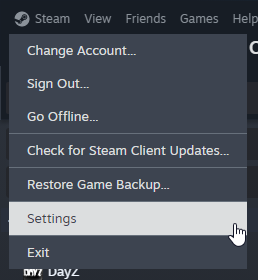 Steam View Friends Games Help
Change Account...
Sign Out...
Go Offline...
Check for Steam Client Updates...
Restore Game Backup...
Settings
Exit
DayZ